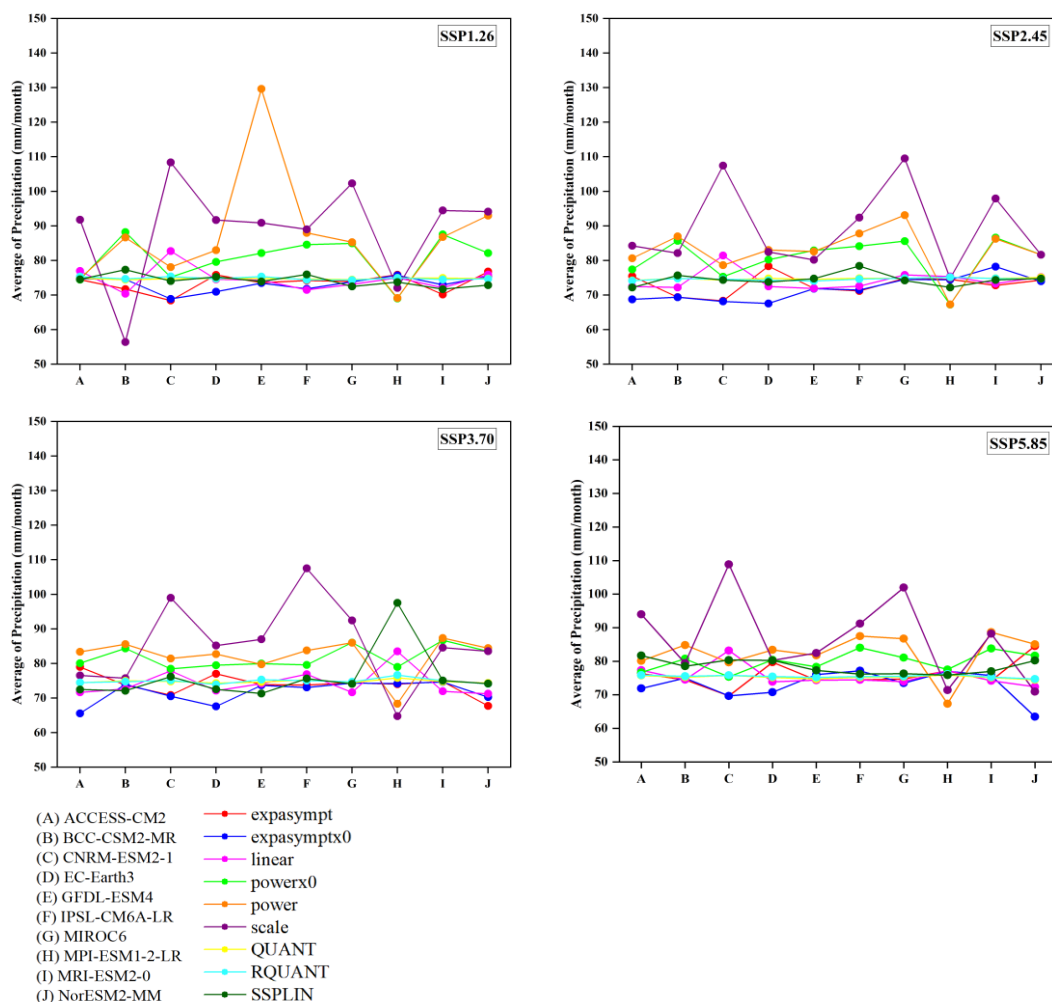 SSP1.26
Average of Precipitation (mm/month)
150
140
130
120
110
100
90
80
70
60
50
A B C D E F G H I J
SSP2.45
Average of Precipitation (mm/month)
150
140
130
120
110
100
90
80
70
60
50
A B C D E F G H I J
SSP3.70
Average of Precipitation (mm/month)
150
140
130
120
110
100
90
80
70
60
50
A B C D E F G H I J
SSP5.85
Average of Precipitation (mm/month)
150
140
130
120
110
100
90
80
70
60
50
A B C D E F G H I J
(A) ACCESS-CM2
(B) BCC-CSM2-MR
(C) CNRM-ESM2-1
(D) EC-Earth3
(E) GFDL-ESM4
(F) IPSL-CM6A-LR
(G) MIROC6
(H) MPI-ESM1-2-LR
(I) MRI-ESM2-0
(J) NorESM2-MM
expasympt
expasymptx0
linear
powerx0
power
scale
QUANT
RQUANT
SSPLIN